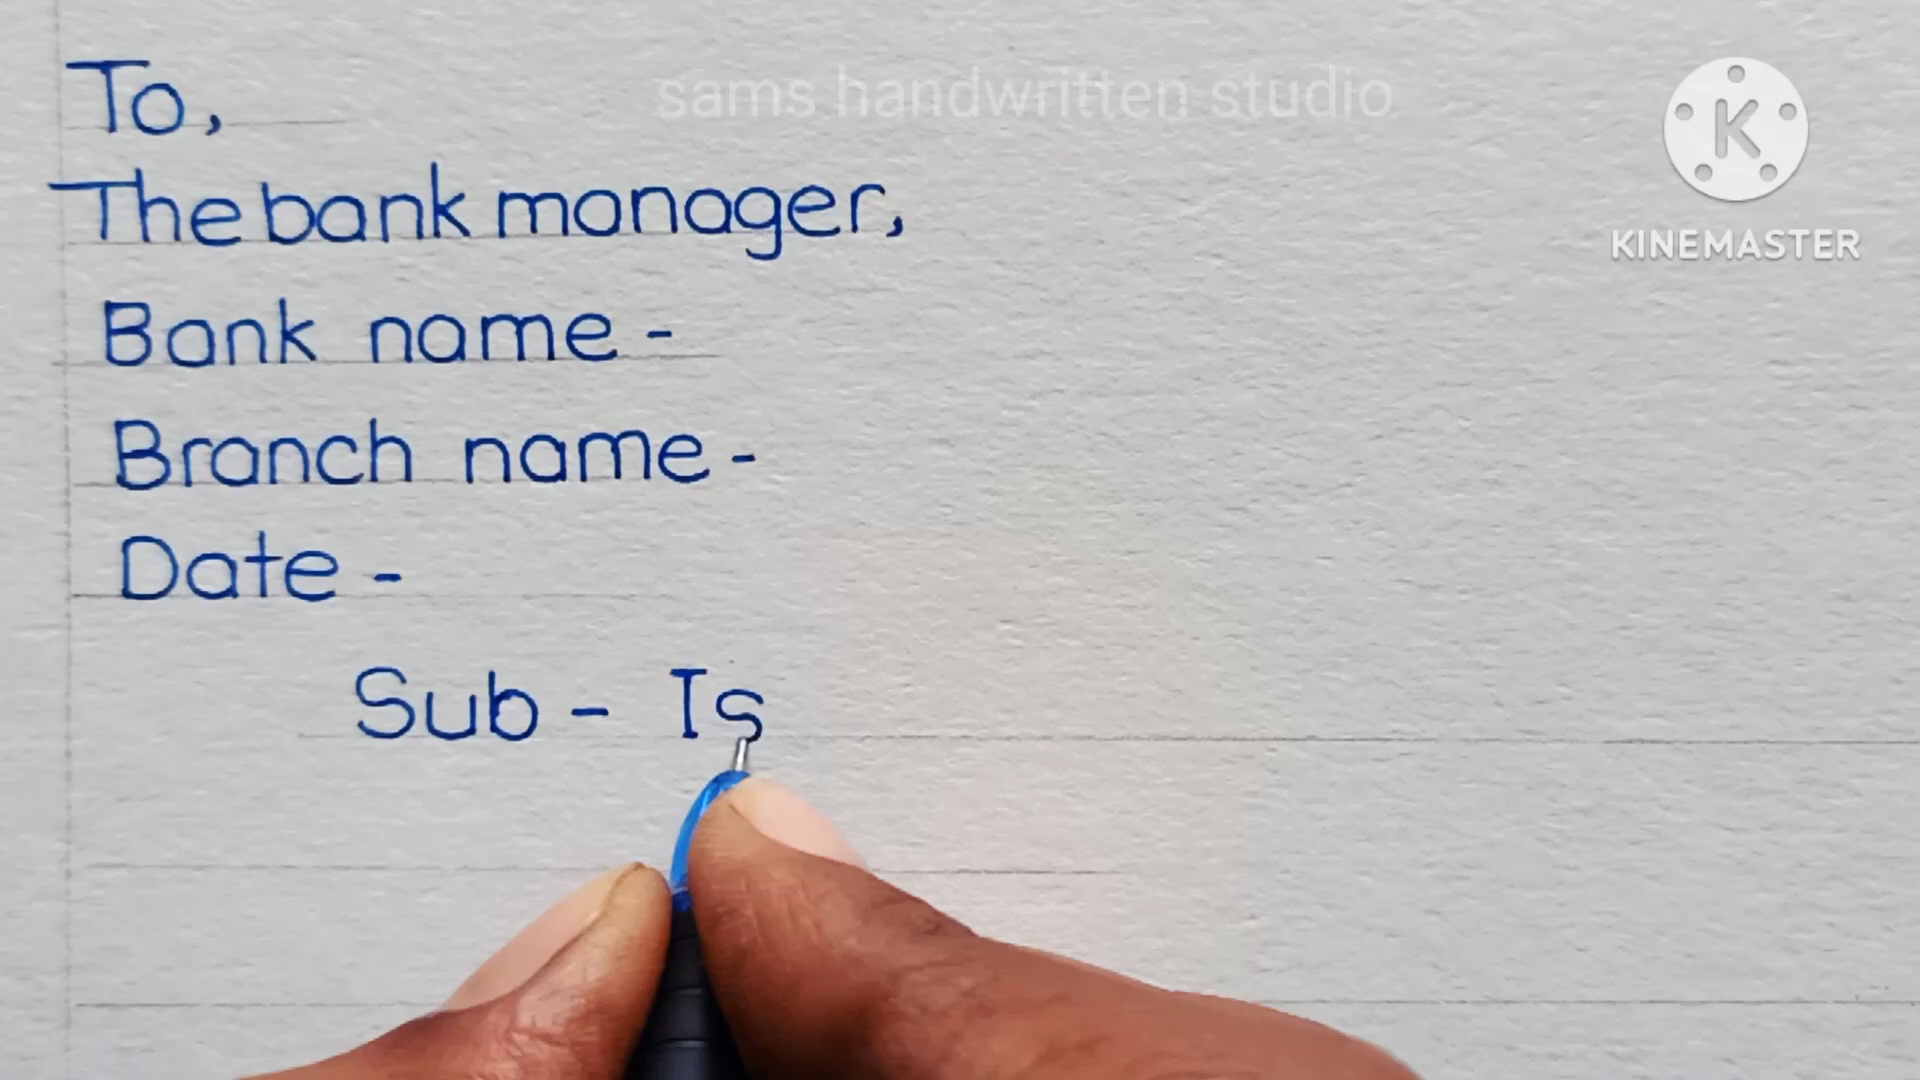 sams handwritten studio
K
KINEMASTER
To,
The bank manager,
Bank name -
Branch name -
Date -
Sub - Is